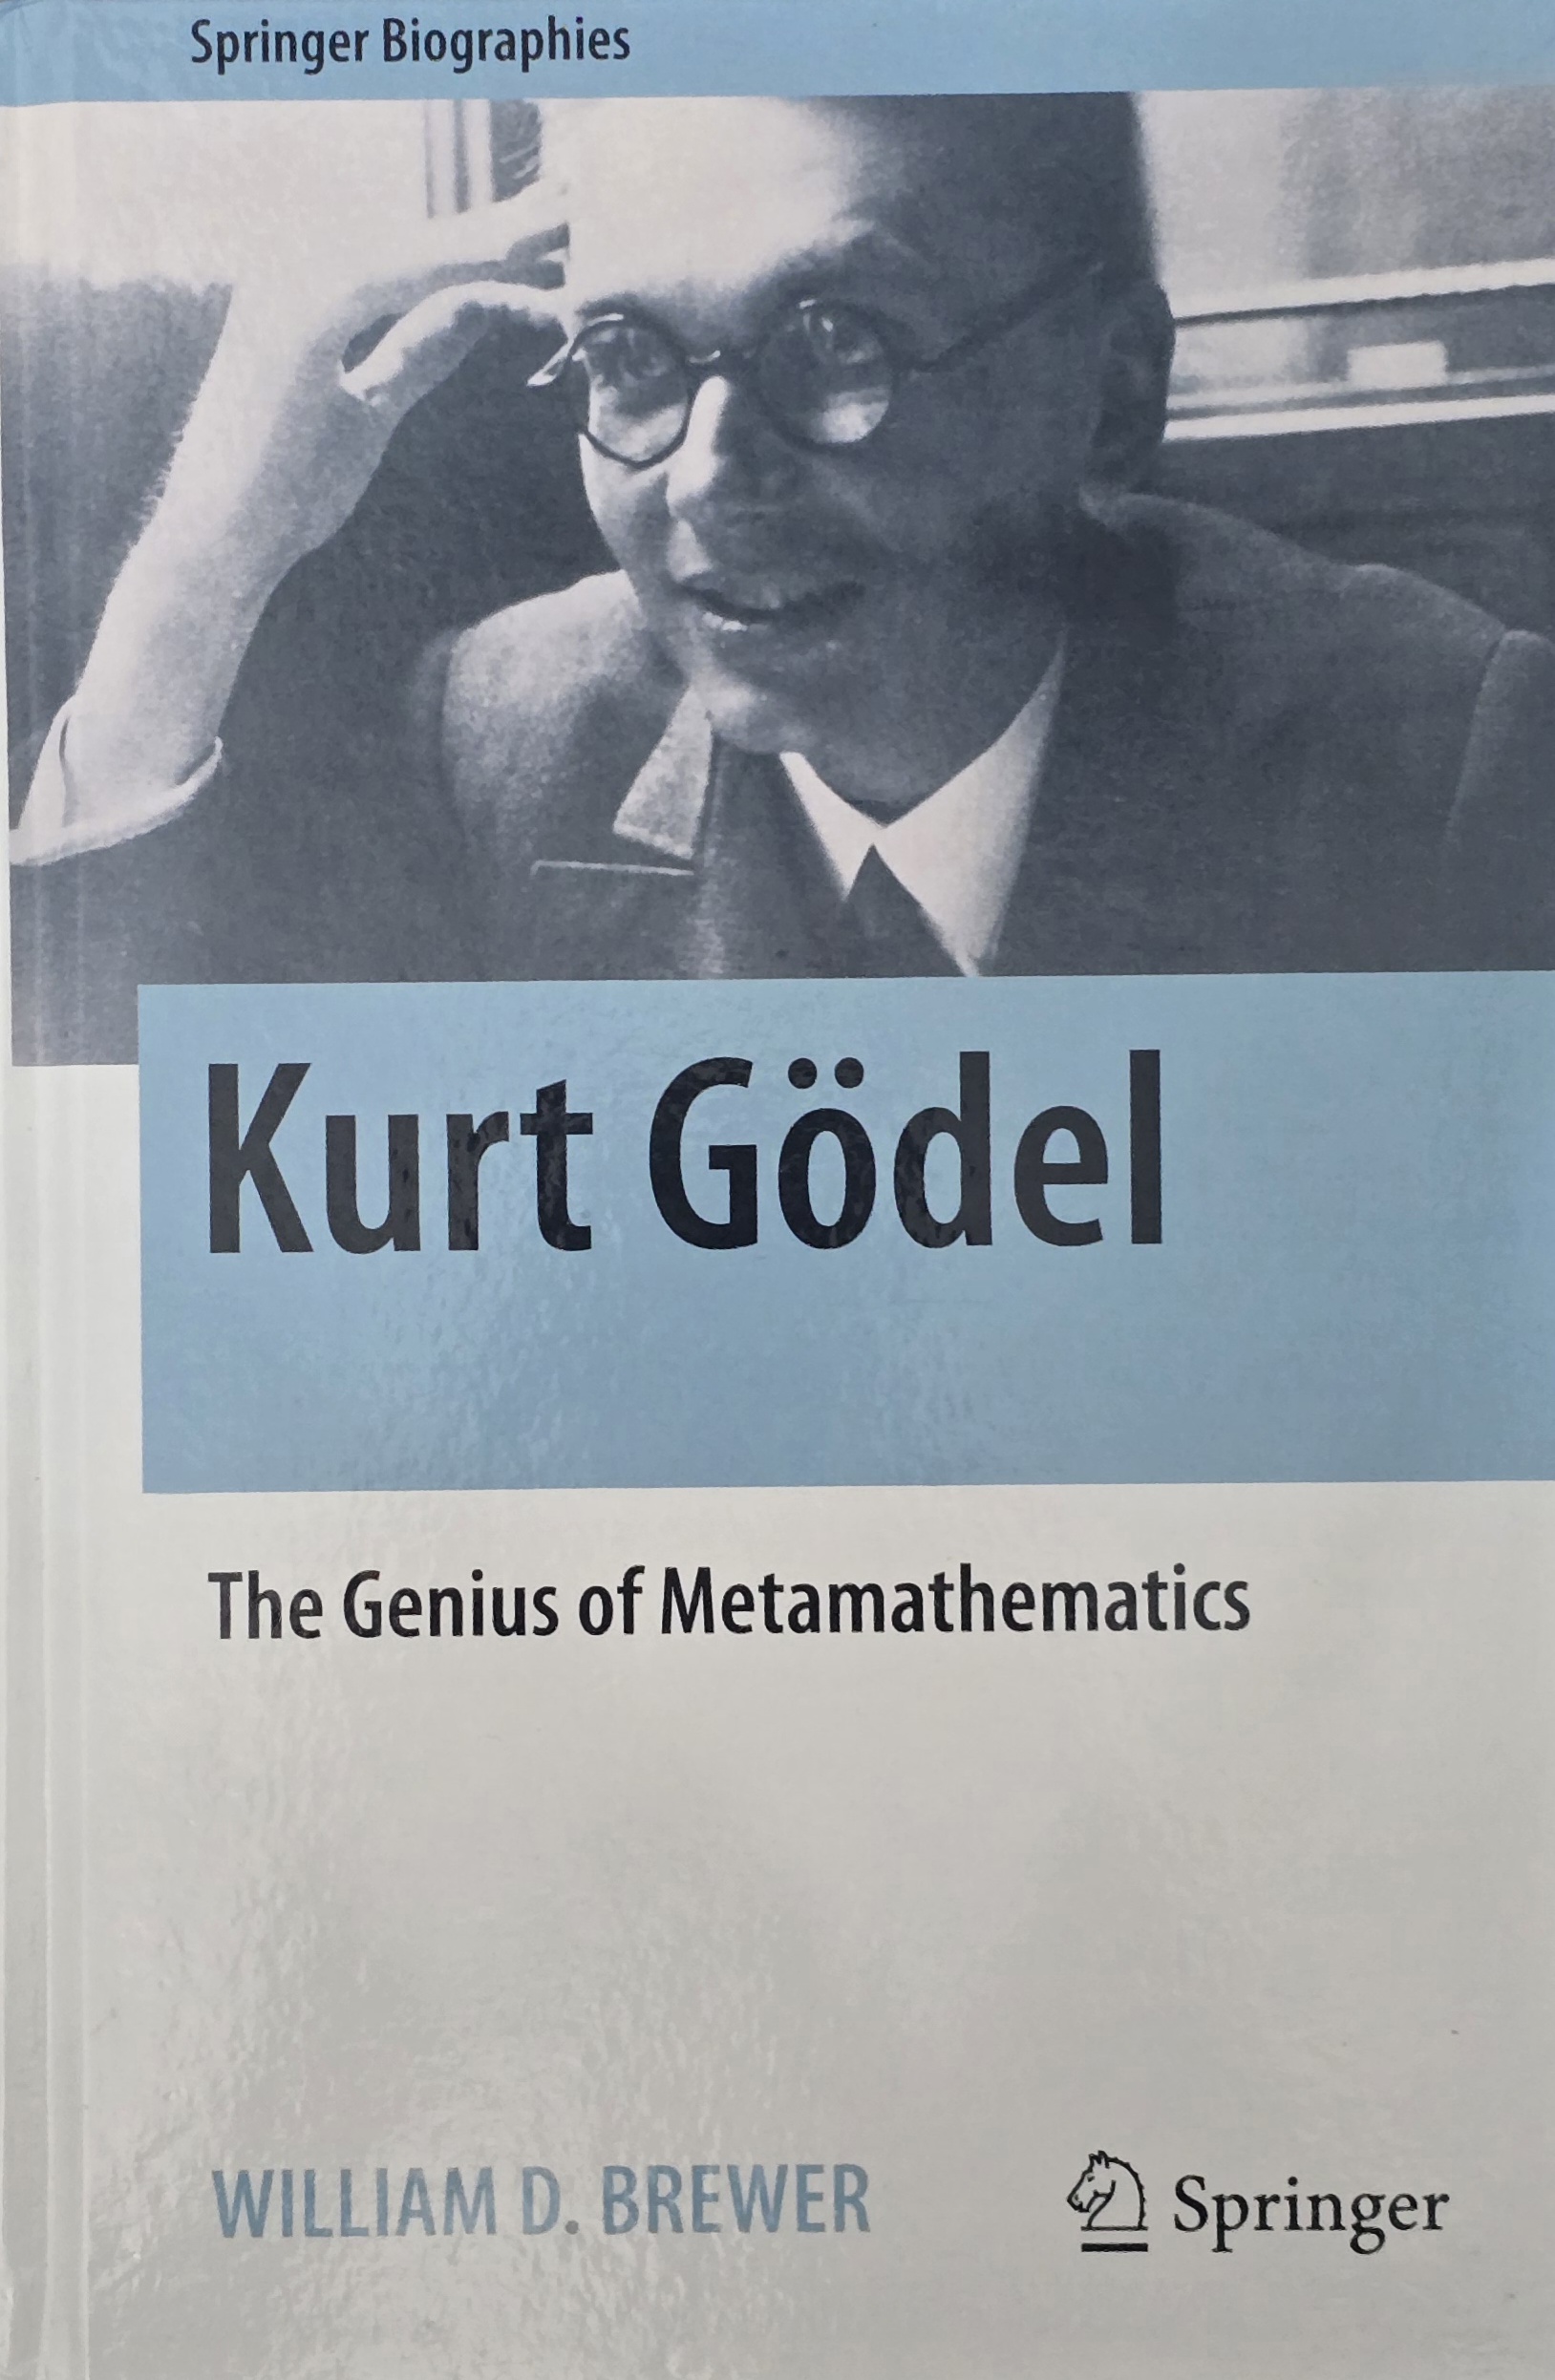 Springer Biographies
Kurt Gödel
The Genius of Metamathematics
WILLIAM D. BREWER
Springer